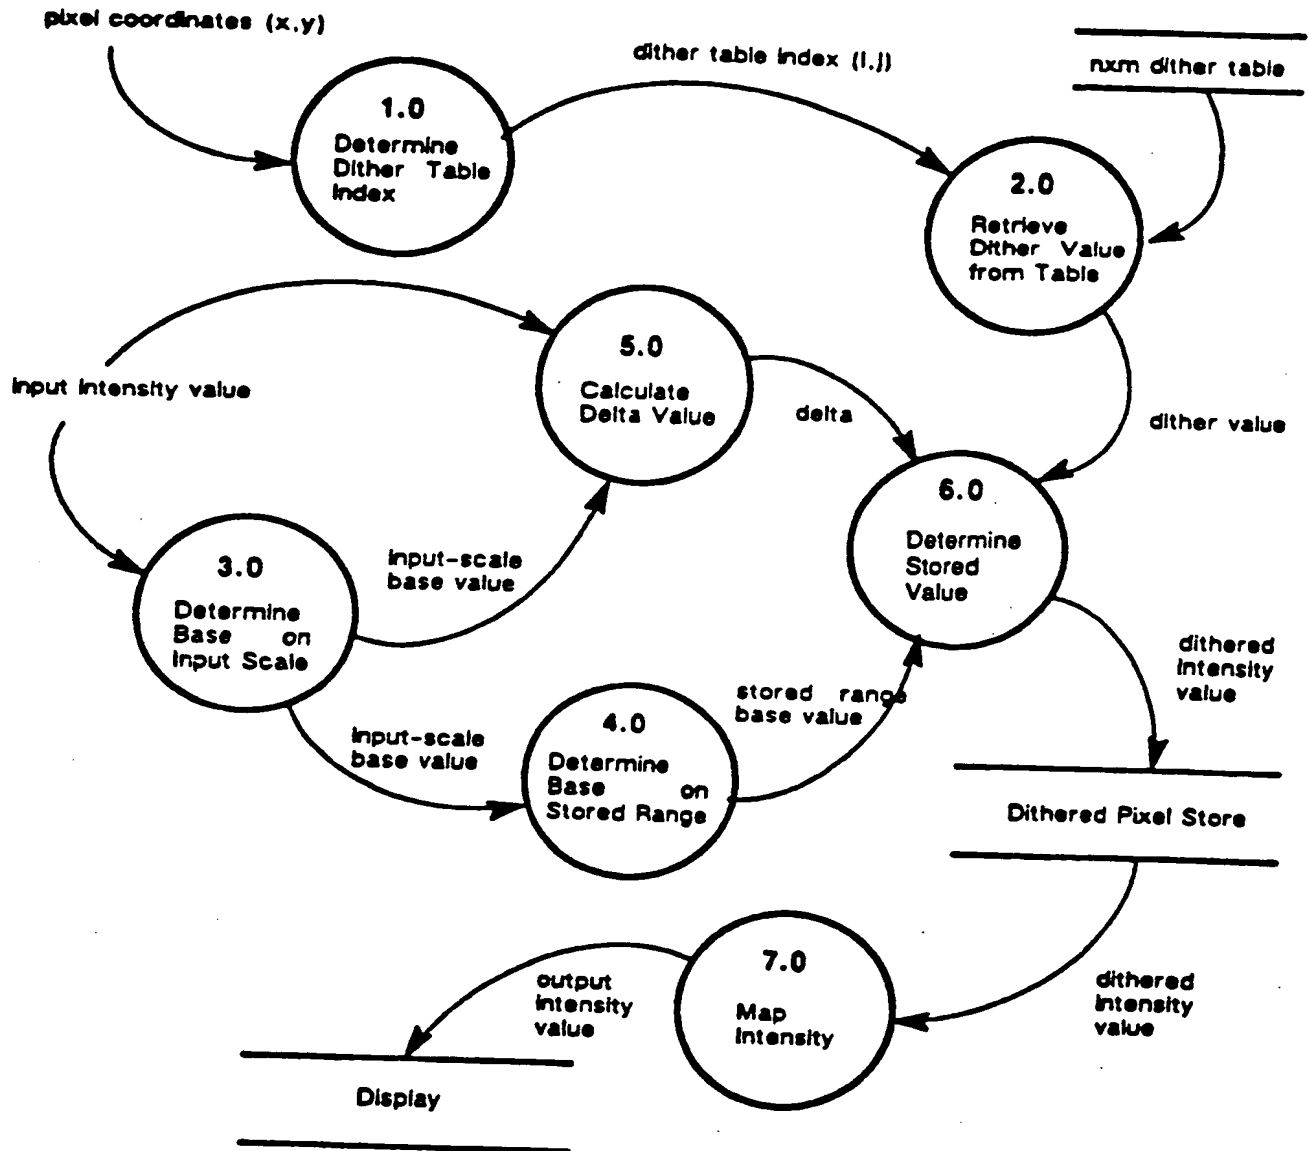 pixel coordinates (x,y)
dither table index (i,j)
nxm dither table
1.0
Determine
Dither Table
Index
2.0
Retrieve
Dither Value
from Table
input intensity value
5.0
Calculate
Delta Value
delta
dither value
3.0
Determine
Base on
Input Scale
input-scale
base value
6.0
Determine
Stored
Value
input-scale
base value
4.0
Determine
Base on
Stored Range
stored range
base value
dithered
intensity
value
Dithered Pixel Store
7.0
Map
Intensity
dithered
intensity
value
output
intensity
value
Display